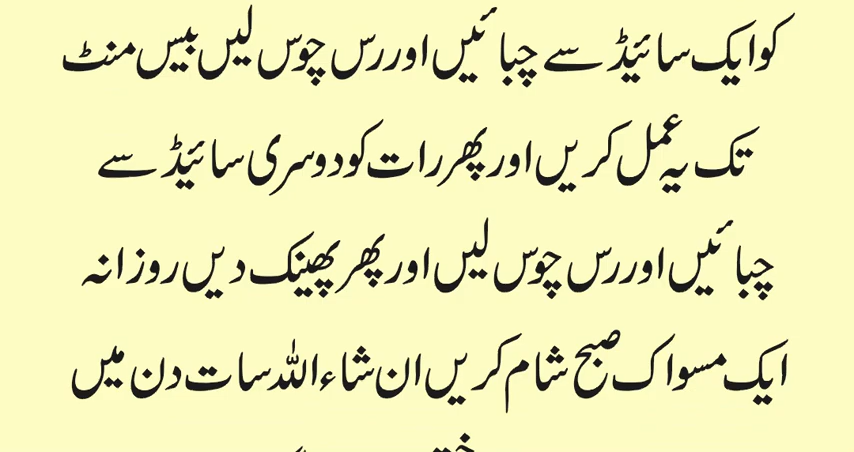 کو ایک سائیڈ سے چبائیں اور رس چوس لیں بیس منٹ
تک یہ عمل کریں اور پھر رات کو دوسری سائیڈ سے
چبائیں اور رس چوس لیں اور پھر پھینک دیں روزانہ
ایک مسواک صبح شام کریں ان شاء اللہ سات دن میں